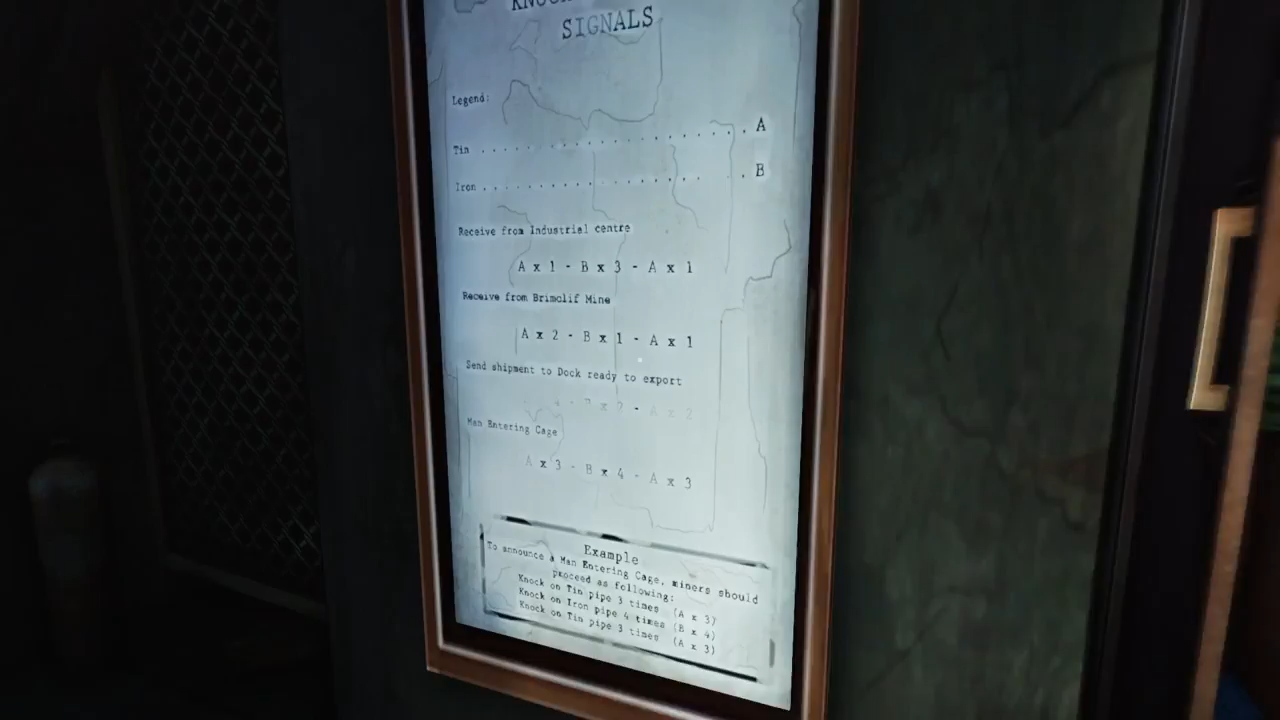 SIGNALS
Legend:
Tin . . . . . . . . . . . . . . . . . . . . A
Iron . . . . . . . . . . . . . . . . . . B
Receive from Industrial centre
A x 1 - B x 3 - A x 1
Receive from Brimclif Mine
A x 2 - B x 1 - A x 1
Send shipment to Dock ready to export
B x 2 - A x 2
Man Entering Cage
A x 3 - B x 4 - A x 3
Example
To announce a Man Entering Cage, miners should
proceed as following:
Knock on Tin pipe 3 times (A x 3)
Knock on Iron pipe 4 times (B x 4)
Knock on Tin pipe 3 times (A x 3)